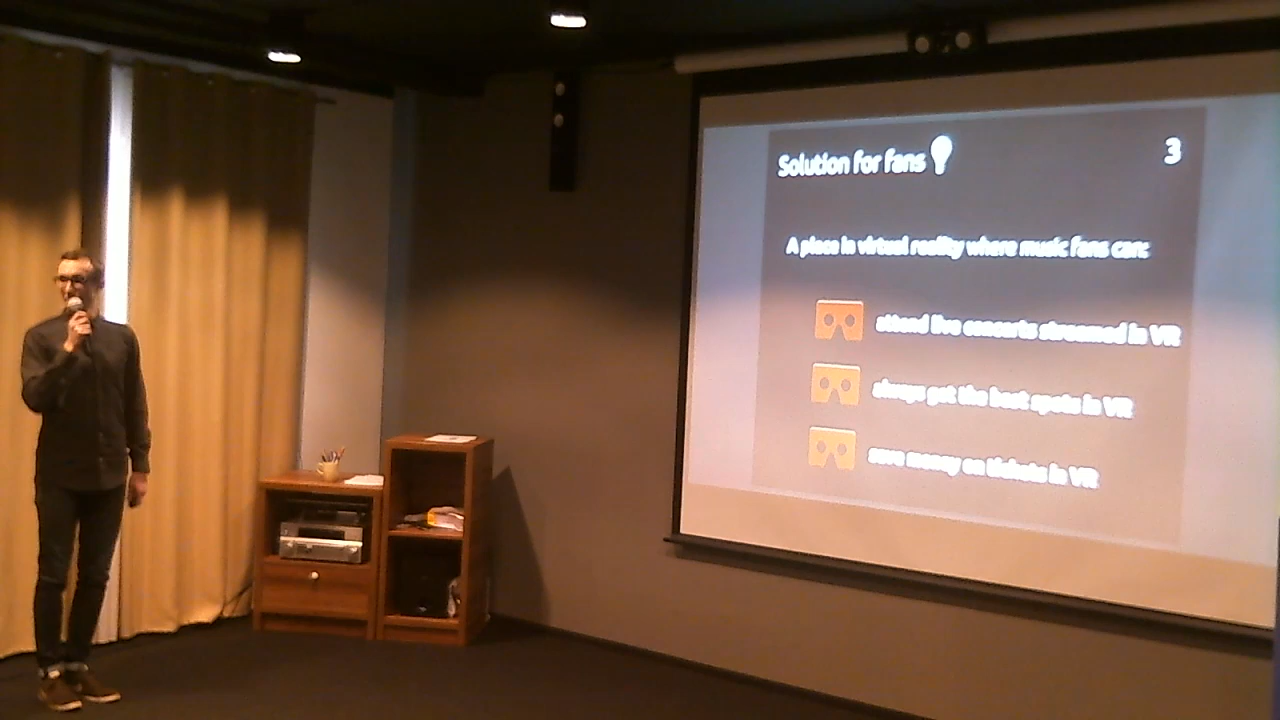 Solution for fans
3
A place in virtual reality where music fans can:
attend live concerts streamed in VR
always get the best spots in VR
save money on tickets in VR